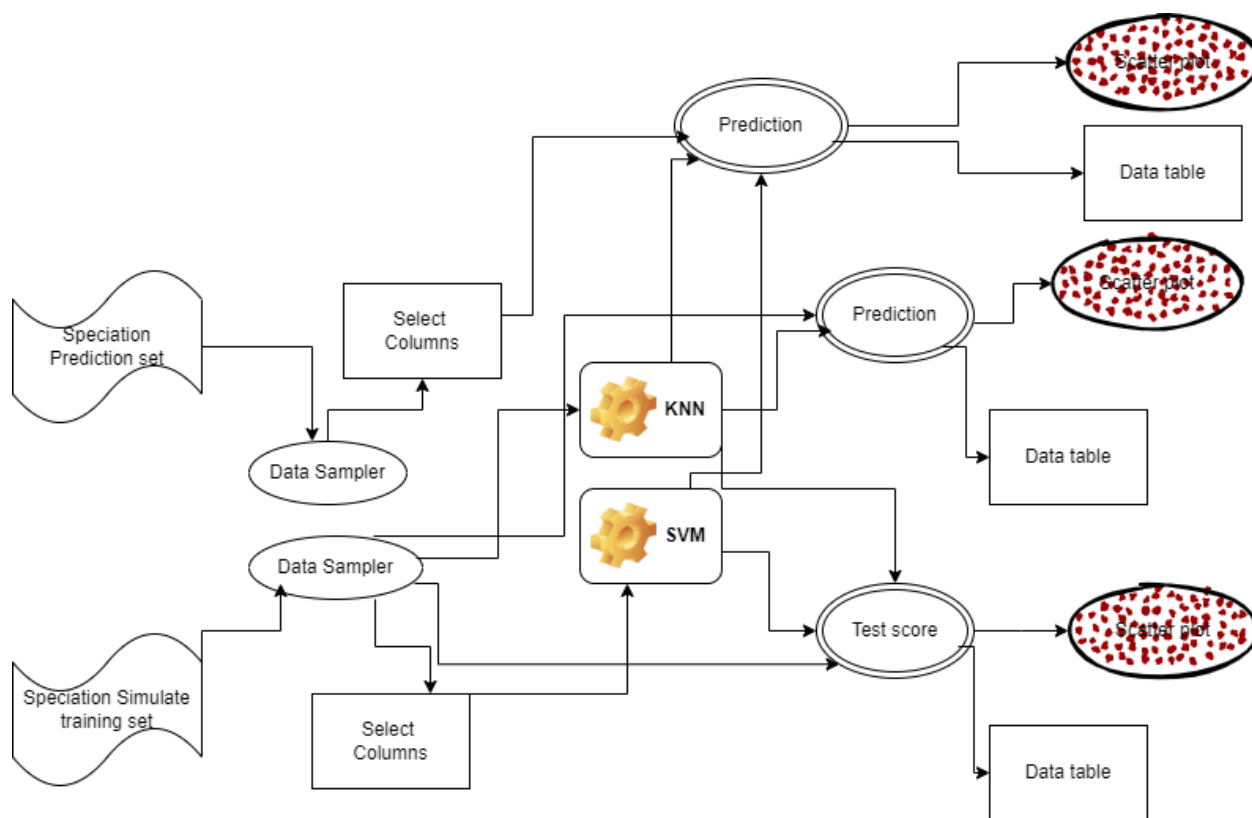 Scatter plot
Prediction
Data table
Scatter plot
Prediction
Select
Columns
Speciation
Prediction set
KNN
Data table
Data Sampler
SVM
Data Sampler
Test score
Scatter plot
Speciation Simulate
training set
Select
Columns
Data table